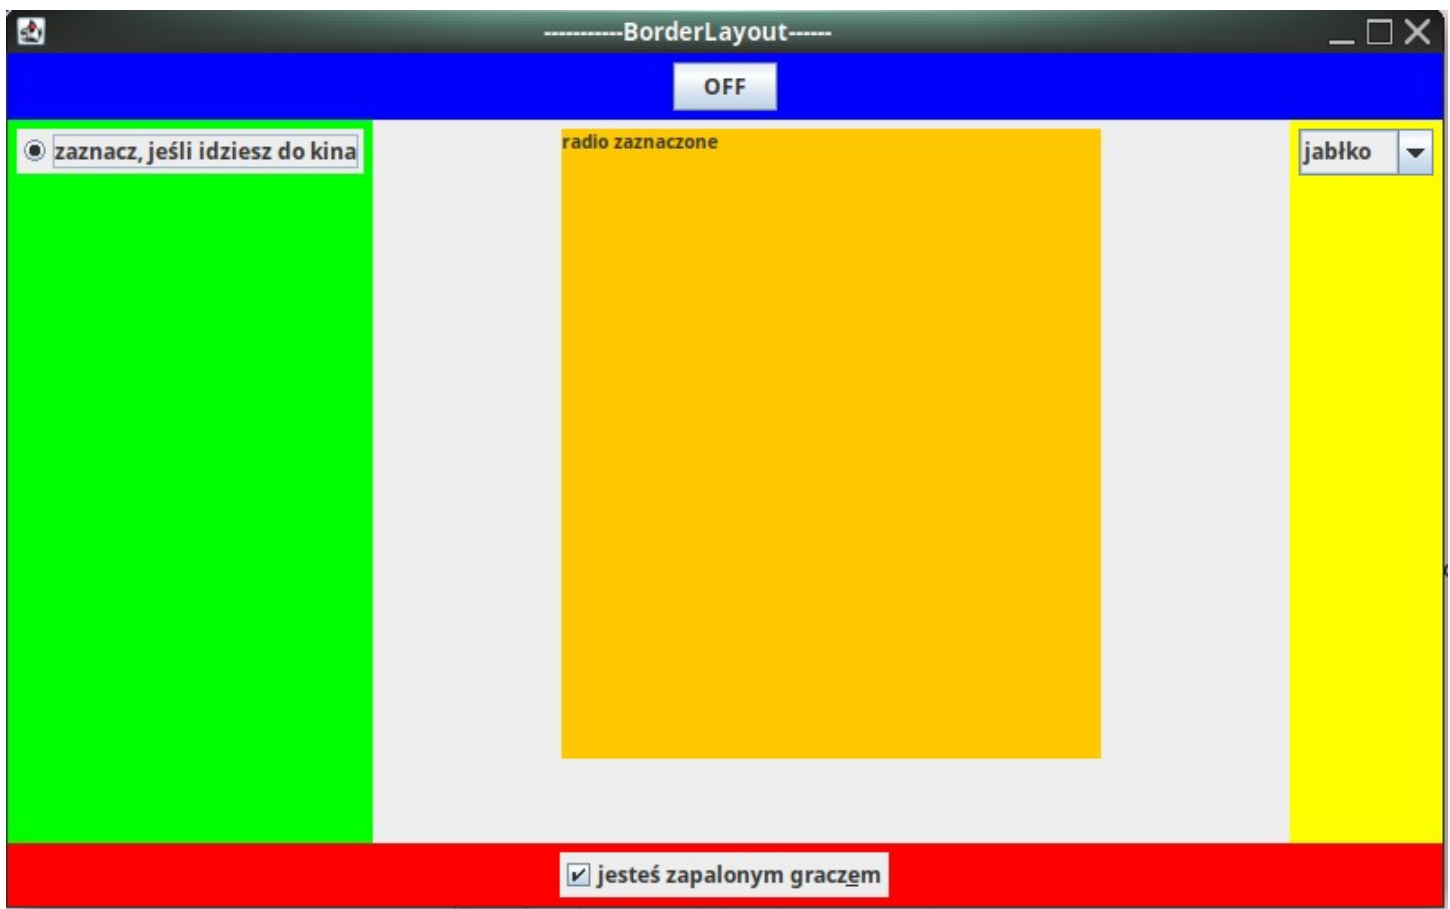 -----------BorderLayout------
OFF
zaznacz, jeśli idziesz do kina
radio zaznaczone
jabłko
jesteś zapalonym graczem